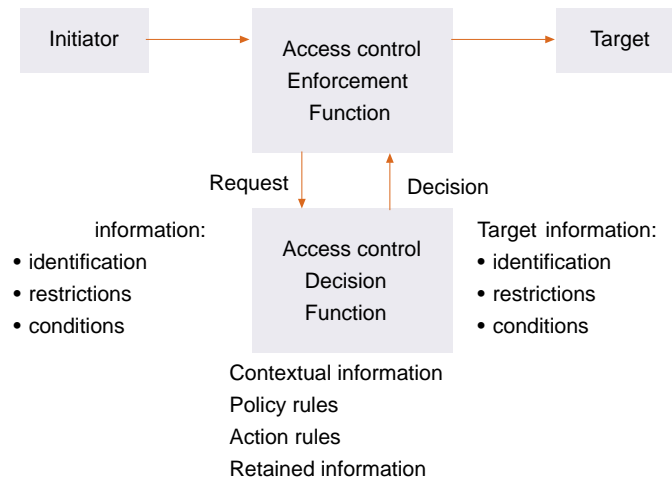 Initiator
Access control
Enforcement
Function
Target
Request
Decision
information:
• identification
• restrictions
• conditions
Access control
Decision
Function
Target information:
• identification
• restrictions
• conditions
Contextual information
Policy rules
Action rules
Retained information